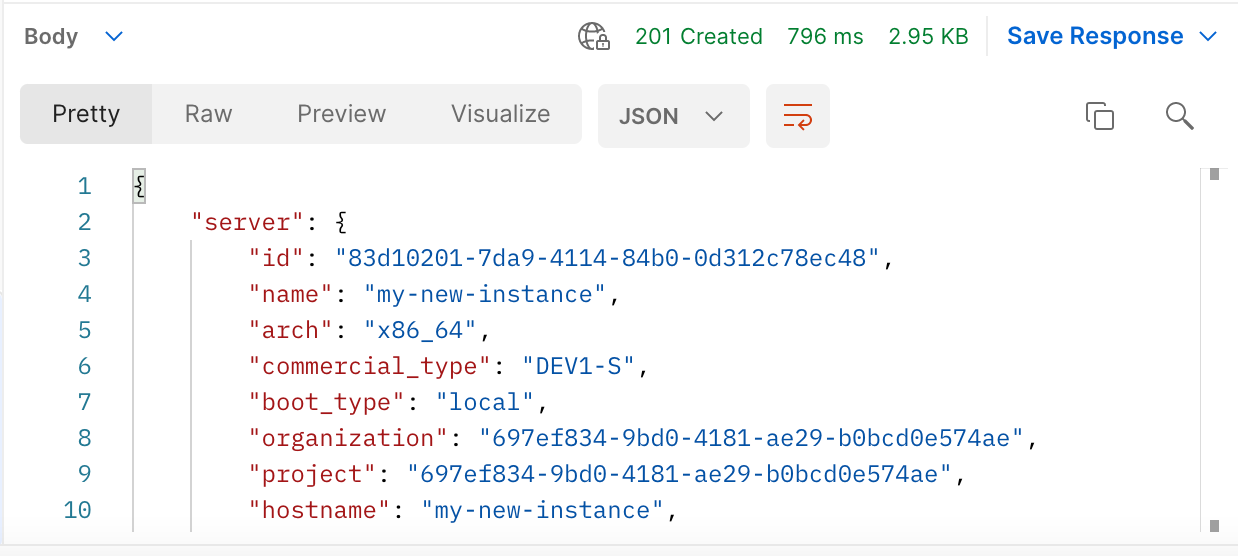 Body 201 Created 796 ms 2.95 KB Save Response
Pretty Raw Preview Visualize JSON
1 {
2 "server": {
3 "id": "83d10201-7da9-4114-84b0-0d312c78ec48",
4 "name": "my-new-instance",
5 "arch": "x86_64",
6 "commercial_type": "DEV1-S",
7 "boot_type": "local",
8 "organization": "697ef834-9bd0-4181-ae29-b0bcd0e574ae",
9 "project": "697ef834-9bd0-4181-ae29-b0bcd0e574ae",
10 "hostname": "my-new-instance",